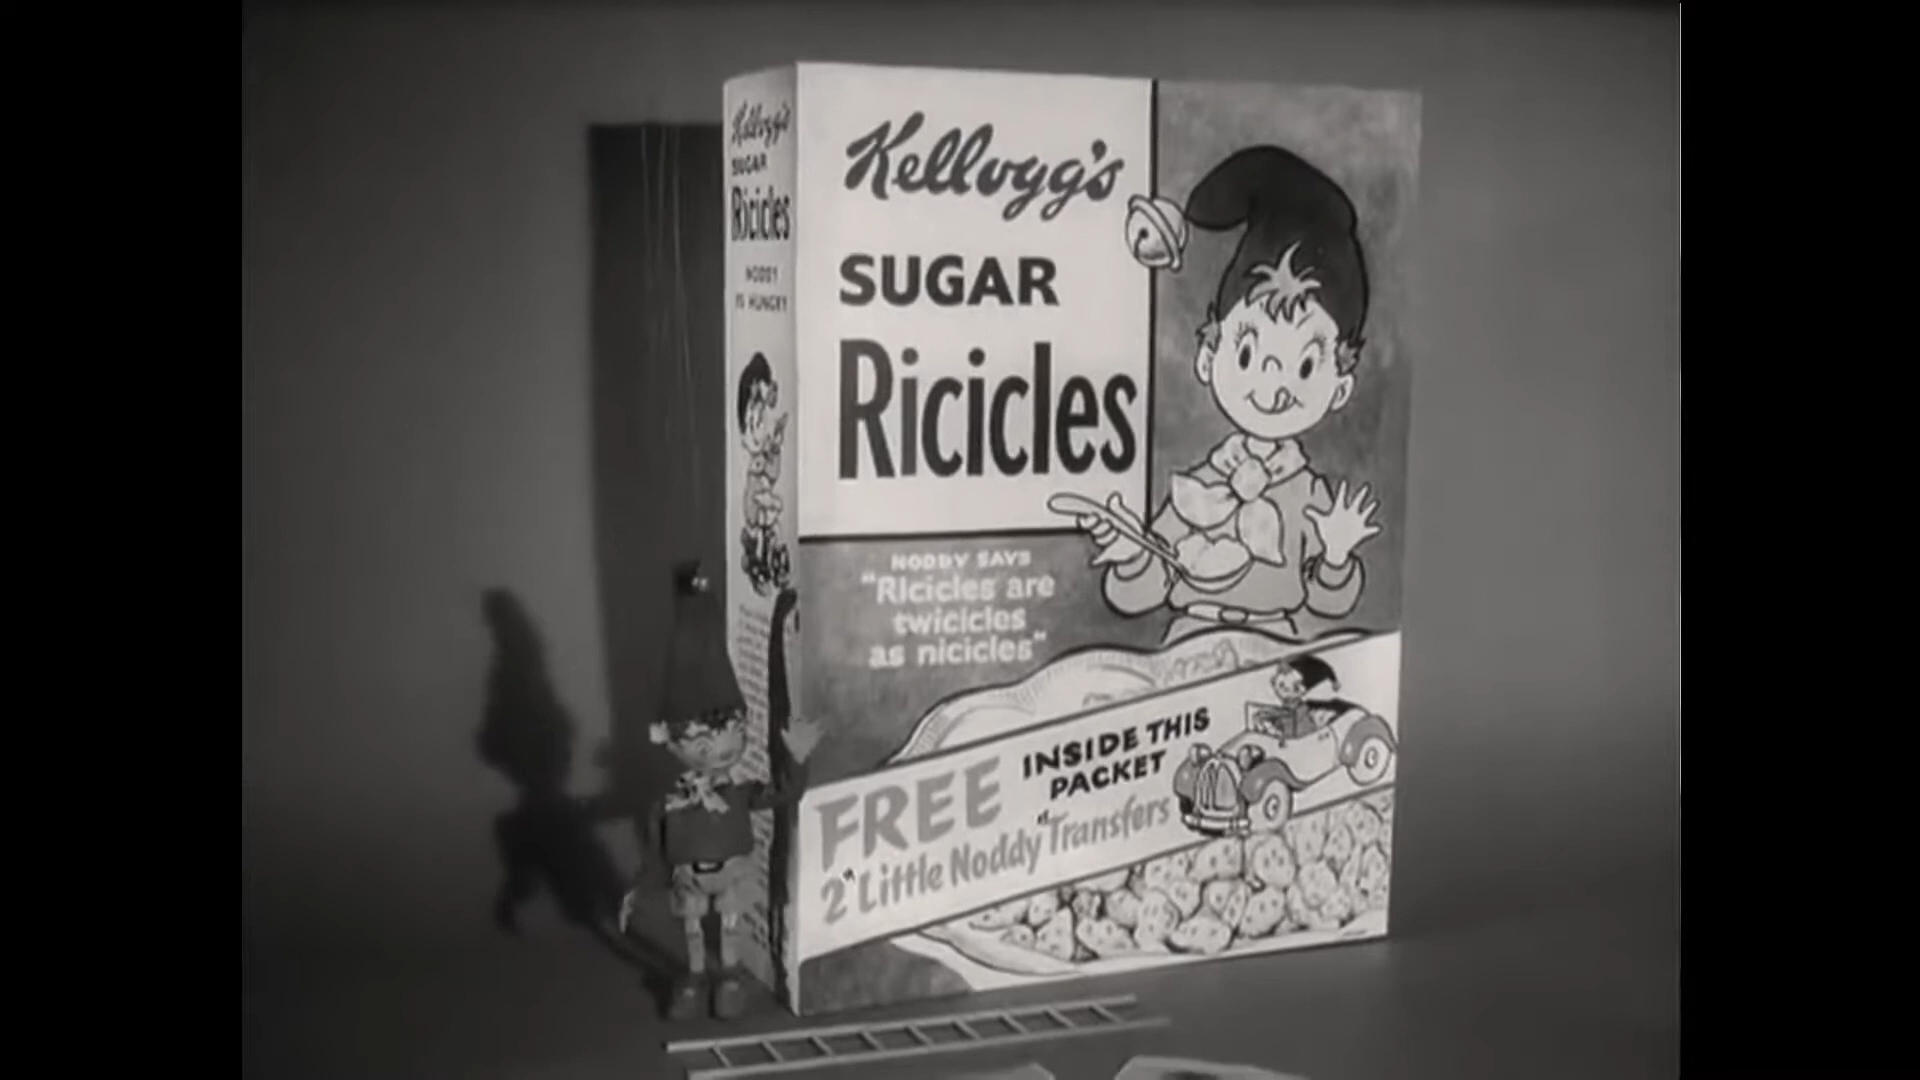 Kellogg's
SUGAR
Ricicles
NODDY
IS HUNGRY
Kellogg's
SUGAR
Ricicles
NODDY SAYS
"Ricicles are
twicicles
as nicicles"
FREE INSIDE THIS
PACKET
2 "Little Noddy" Transfers